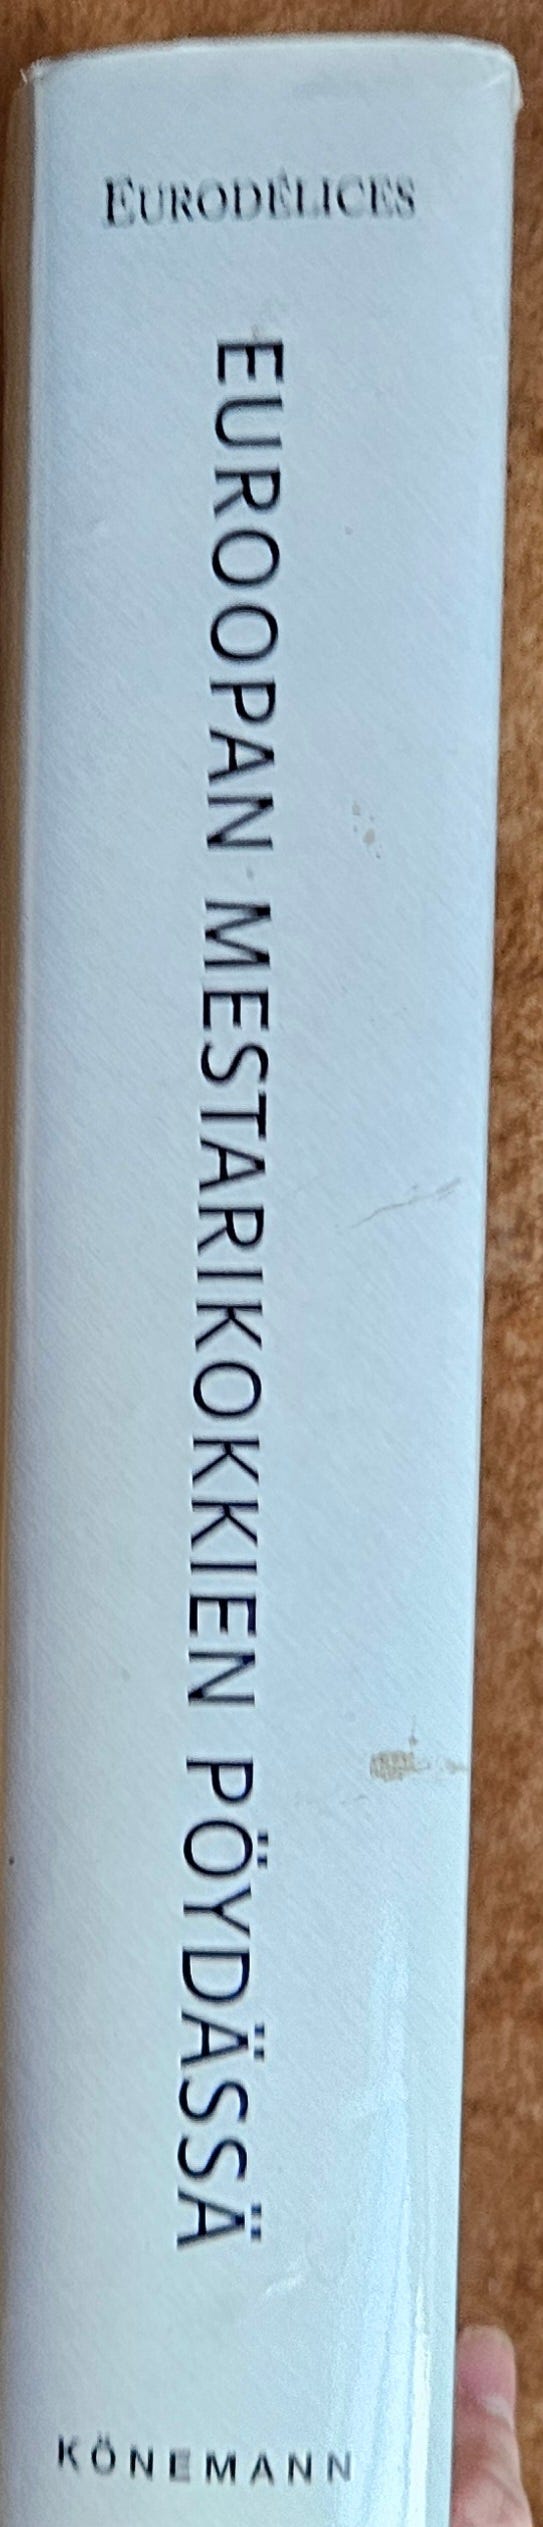 EURODÉLICES
EUROOPAN MESTARIKOKKIEN PÖYDÄSSÄ
KÖNEMANN